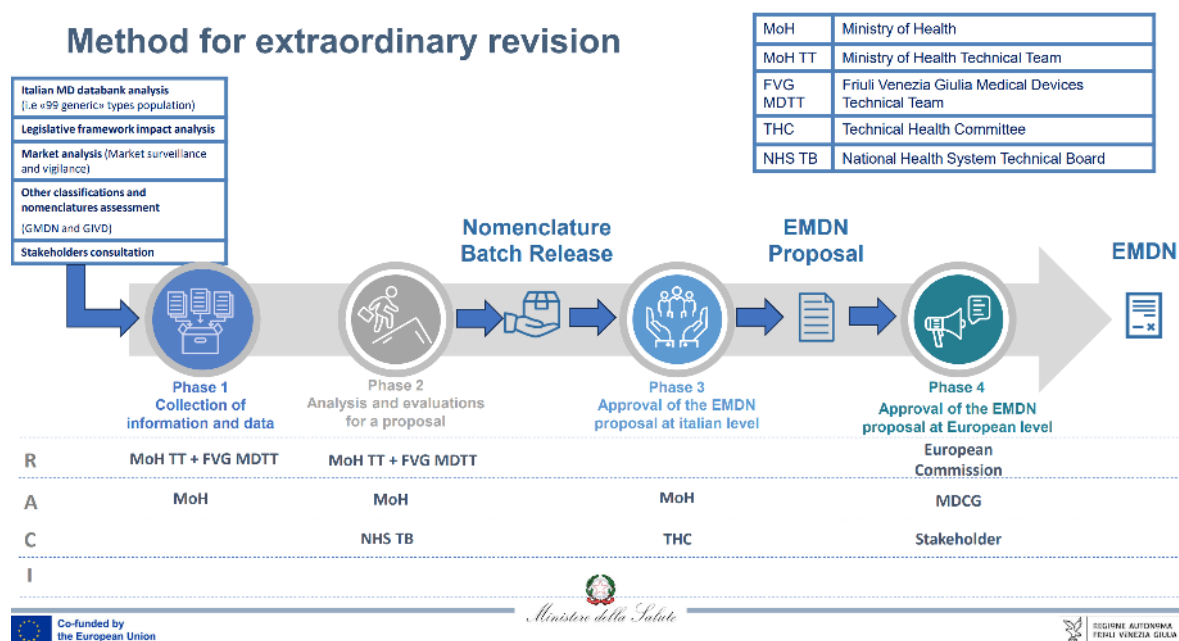 Method for extraordinary revision
MoH Ministry of Health
MoH TT Ministry of Health Technical Team
FVG Friuli Venezia Giulia Medical Devices
MDTT Technical Team
THC Technical Health Committee
NHS TB National Health System Technical Board
Italian MD databank analysis
(i.e «99 generic» types population)
Legislative framework impact analysis
Market analysis (Market surveillance
and vigilance)
Other classifications and
nomenclatures assessment
(GMDN and GIVD)
Stakeholders consultation
Nomenclature
Batch Release
EMDN
Proposal
EMDN
Phase 1
Collection of
information and data
Phase 2
Analysis and evaluations
for a proposal
Phase 3
Approval of the EMDN
proposal at italian level
Phase 4
Approval of the EMDN
proposal at European level
R MoH TT + FVG MDTT MoH TT + FVG MDTT European
Commission
A MoH MoH MoH MDCG
C NHS TB THC Stakeholder
I
Ministero della Salute
Co-funded by
the European Union
REGIONE AUTONOMA
FRIULI VENEZIA GIULIA